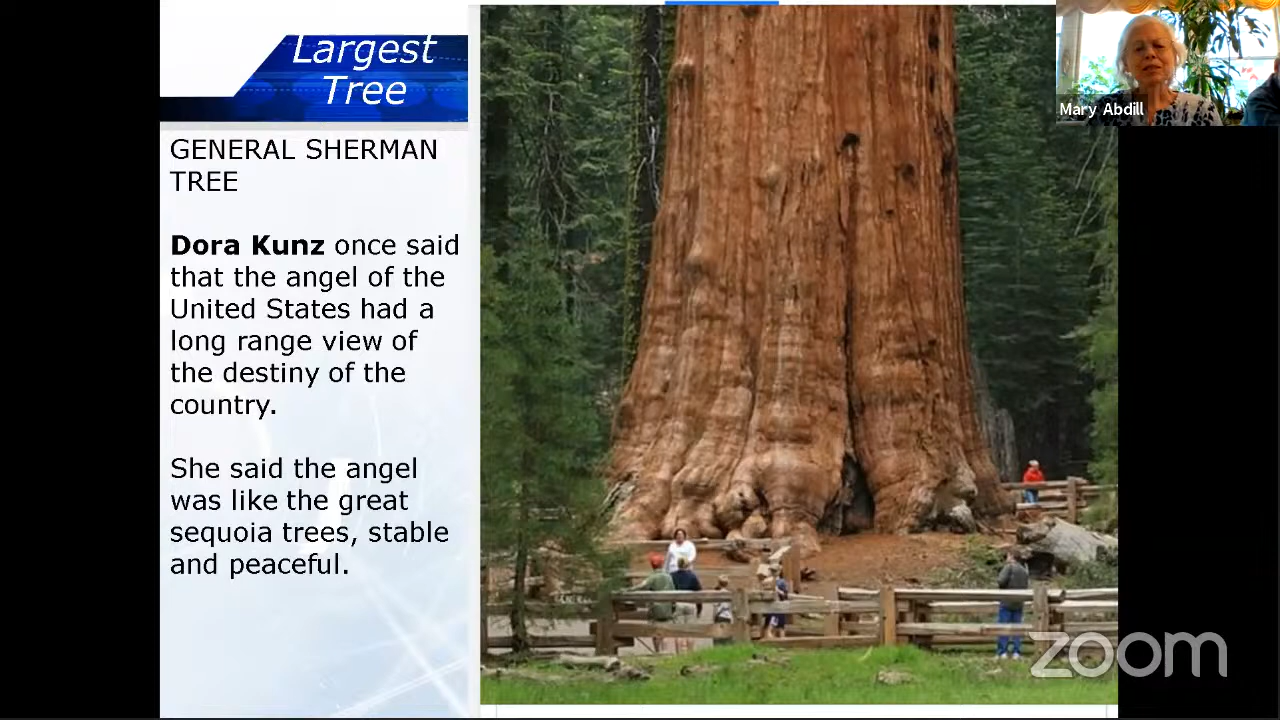 Largest
Tree
GENERAL SHERMAN
TREE
Dora Kunz once said
that the angel of the
United States had a
long range view of
the destiny of the
country.
She said the angel
was like the great
sequoia trees, stable
and peaceful.
Mary Abdill
zoom